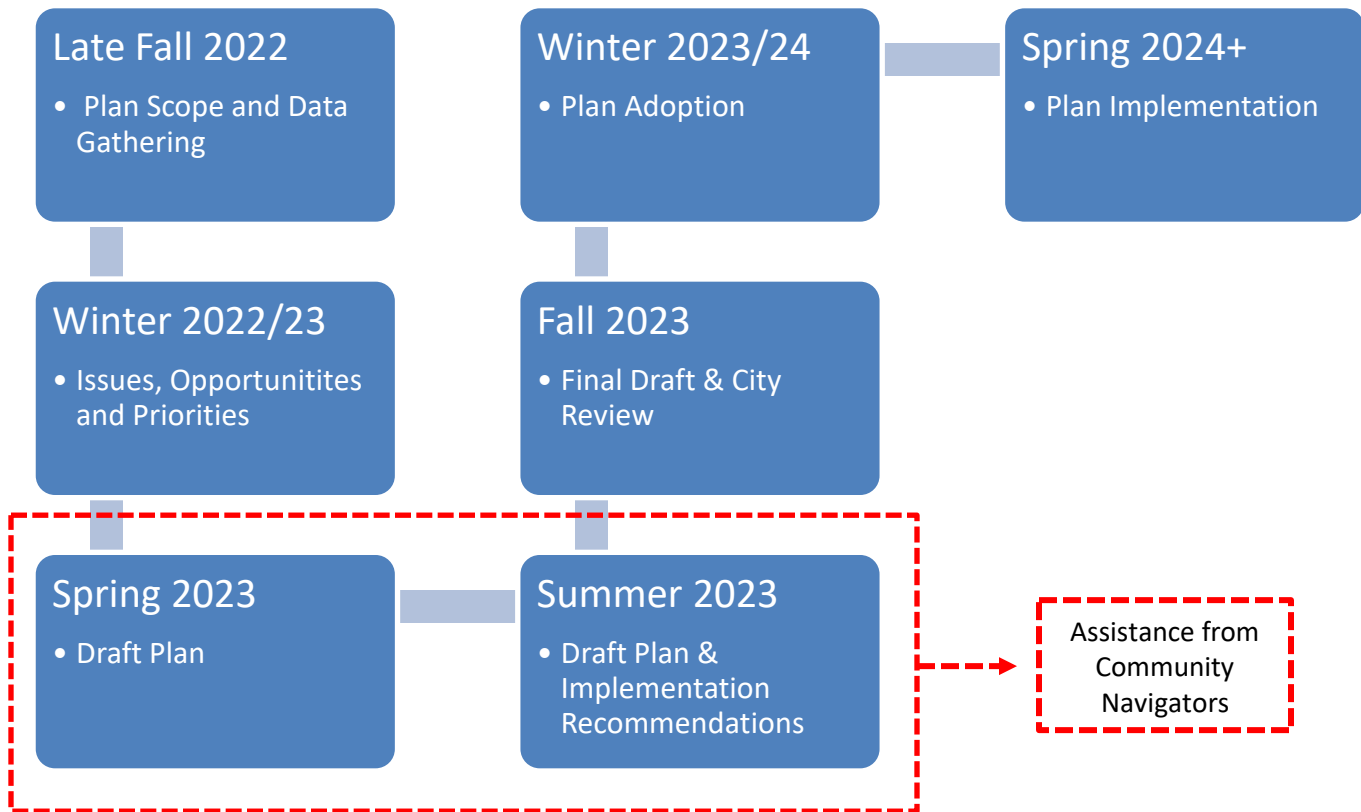 Late Fall 2022
• Plan Scope and Data
Gathering
Winter 2022/23
• Issues, Opportunitites
and Priorities
Spring 2023
• Draft Plan
Summer 2023
• Draft Plan &
Implementation
Recommendations
Fall 2023
• Final Draft & City
Review
Winter 2023/24
• Plan Adoption
Spring 2024+
• Plan Implementation
Assistance from
Community
Navigators